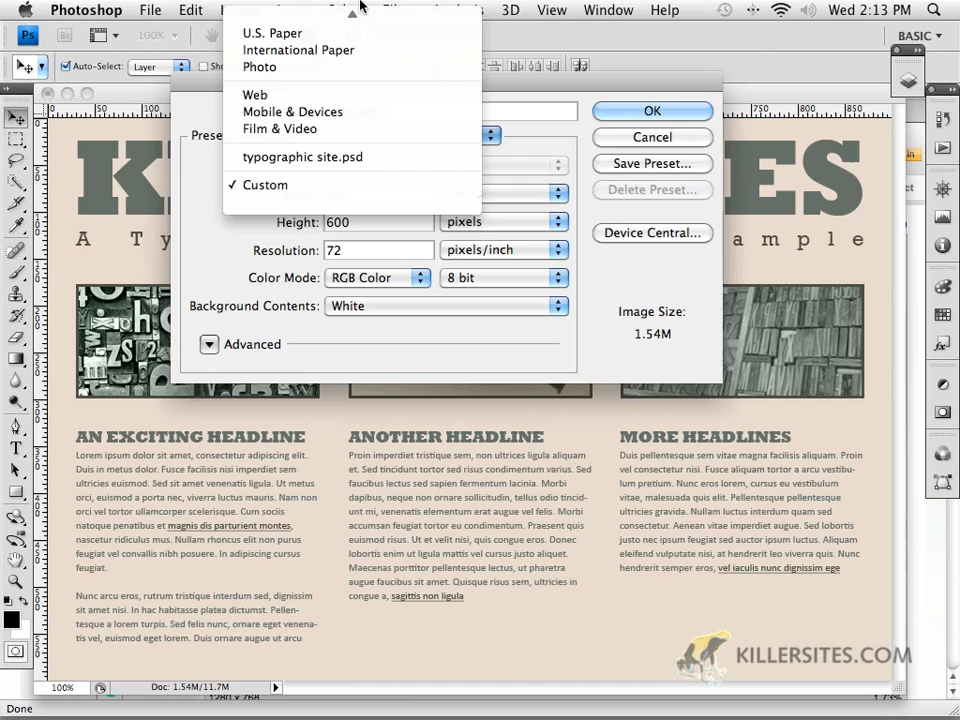 Photoshop File Edit 3D View Window Help Wed 2:13 PM
Ps Br 100% BASIC
Auto-Select: Layer
U.S. Paper
International Paper
Photo
Web
Mobile & Devices
Film & Video
typographic site.psd
✓ Custom
OK
Cancel
Save Preset...
Delete Preset...
Device Central...
Height: 600 pixels
Resolution: 72 pixels/inch
Color Mode: RGB Color 8 bit
Background Contents: White
Advanced
Image Size:
1.54M
0 50 100 750 800 850
AN EXCITING HEADLINE
Lorem ipsum dolor sit amet, consectetur adipiscing elit.
Duis in metus dolor. Fusce facilisis nisi imperdiet sem
ultricies euismod. Sed sit amet venenatis ligula. Ut metus
orci, euismod a porta nec, viverra luctus mauris. Nam non
orci vel tortor ullamcorper scelerisque. Cum sociis
natoque penatibus et magnis dis parturient montes,
nascetur ridiculus mus. Nullam rhoncus elit non purus
feugiat vel convallis nibh posuere. In adipiscing cursus
feugiat.
Nunc arcu eros, rutrum tristique interdum sed, dignissim
sit amet nisi. In hac habitasse platea dictumst. Pellen-
tesque a lorem orci. Sed felis nunc, ornare eget venena-
tis vel, euismod eget lorem. Duis ornare augue ut arcu
ANOTHER HEADLINE
Proin imperdiet tristique sem, non ultrices ligula aliquam
et. Sed tincidunt tortor sed risus condimentum varius. Sed
faucibus lectus sed sapien fermentum lacinia. Morbi
dapibus, neque non ornare sollicitudin, tellus odio tincid-
unt mi, venenatis elementum erat augue vel felis. Morbi
accumsan feugiat tortor eu condimentum. Praesent quis
euismod risus. Ut et velit nisi, quis congue eros. Donec
lobortis enim ut ligula mattis vel cursus justo aliquet.
Maecenas porttitor pellentesque lectus, ut pharetra
augue faucibus sit amet. Quisque risus sem, ultricies in
congue a, sagittis non ligula
MORE HEADLINES
Duis pellentesque sem vitae magna facilisis aliquam. Proin
vel consectetur nisi. Fusce aliquam tortor a massa vestibu-
lum pretium. Nunc eros lorem, cursus eu vestibulum
vitae, malesuada quis elit. Pellentesque pellentesque
ultricies gravida. Nullam luctus interdum quam a
consectetur. Aenean vitae imperdiet quam. Sed lobortis
justo nec ipsum feugiat sed auctor ipsum luctus. Aliquam
eleifend vulputate nisi, at hendrerit leo viverra quis. Nunc
hendrerit semper eros, vel iaculis nunc dignissim ege
KILLERSITES.COM
100% Doc: 1.54M/11.7M
Done